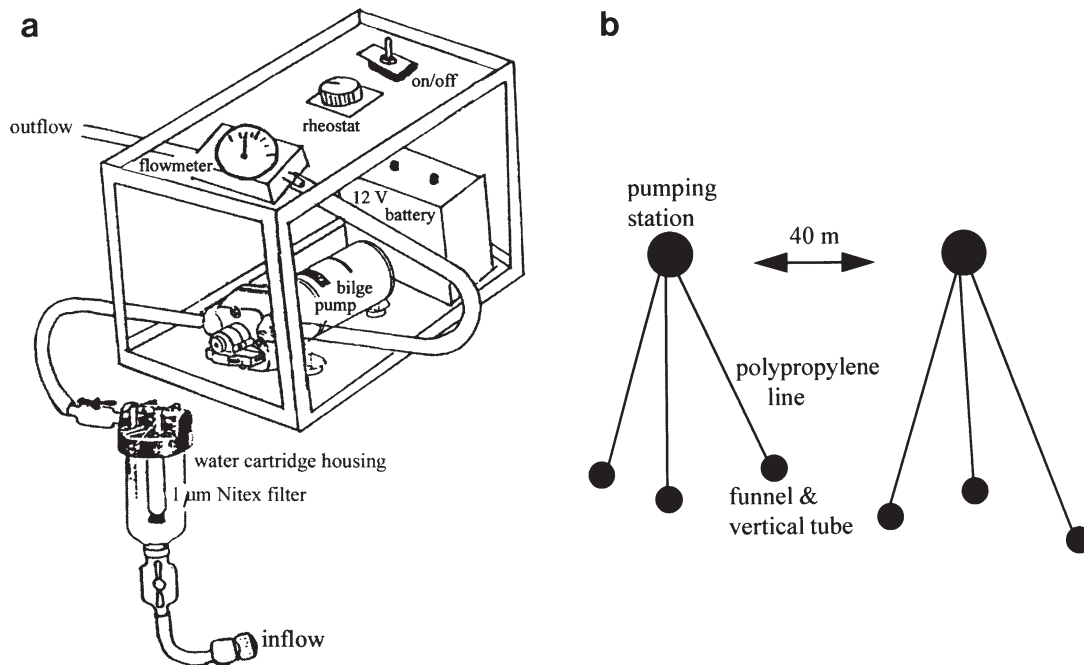 a
on/off
rheostat
outflow
flowmeter
12 V
battery
bilge
pump
water cartridge housing
1 µm Nitex filter
inflow
b
pumping
station
40 m
polypropylene
line
funnel &
vertical tube